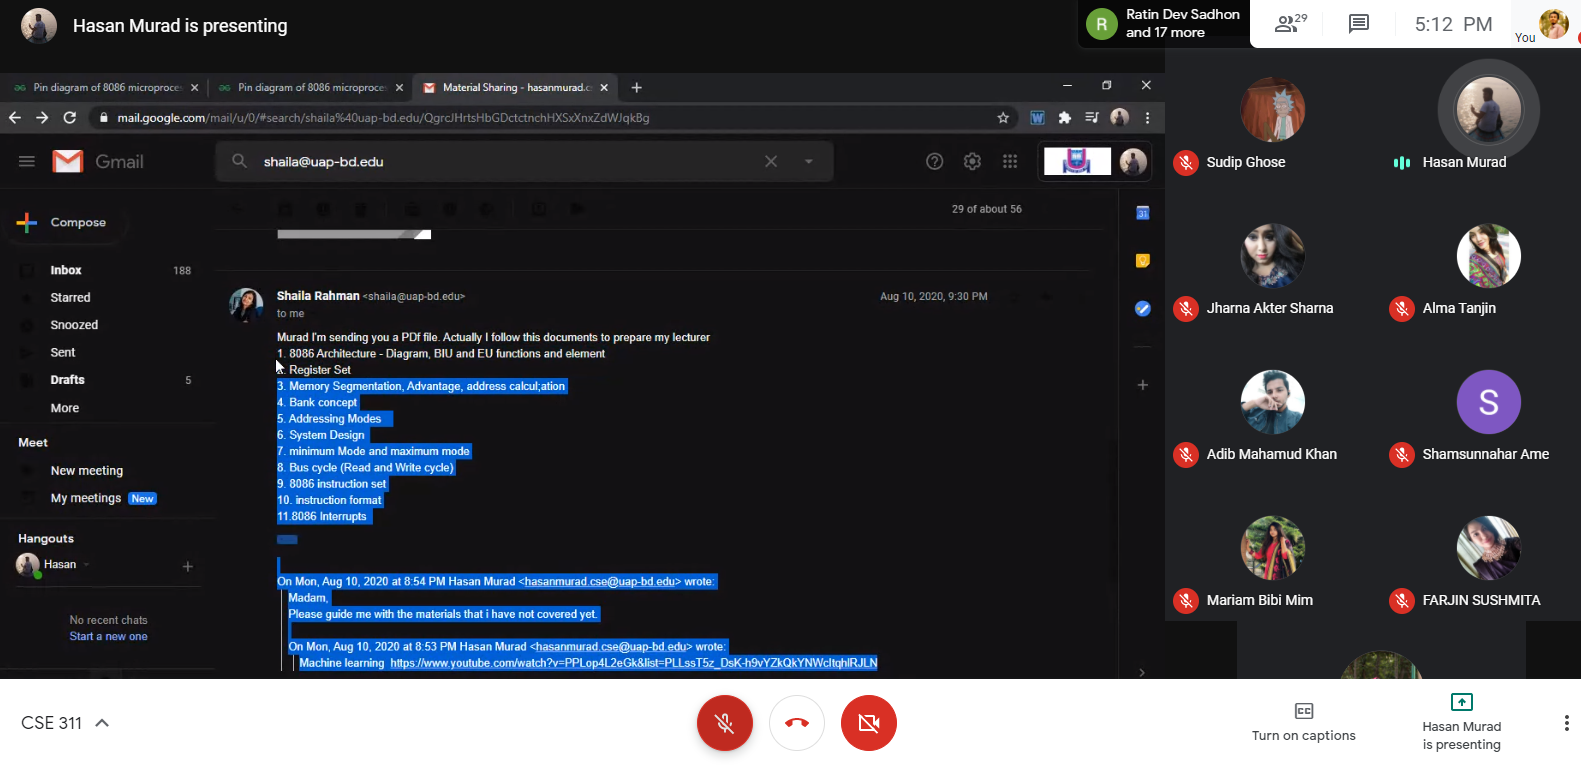 Hasan Murad is presenting
R
Ratin Dev Sadhon
and 17 more
29
5:12 PM
You
Pin diagram of 8086 microproce
Pin diagram of 8086 microproce
Material Sharing - hasanmurad.c
mail.google.com/mail/u/0/#search/shaila%40uap-bd.edu/QgrcJHrtsHbGDctctnchHXSxXnxZdWJqkBg
W
Gmail
shaila@uap-bd.edu
29 of about 56
31
Compose
Inbox 188
Starred
Snoozed
Sent
Drafts 5
More
Meet
New meeting
My meetings New
Hangouts
Hasan
No recent chats
Start a new one
Shaila Rahman <shaila@uap-bd.edu>
Aug 10, 2020, 9:30 PM
to me
Murad I'm sending you a PDf file. Actually I follow this documents to prepare my lecturer
1. 8086 Architecture - Diagram, BIU and EU functions and element
2. Register Set
3. Memory Segmentation, Advantage, address calcul;ation
4. Bank concept
5. Addressing Modes
6. System Design
7. minimum Mode and maximum mode
8. Bus cycle (Read and Write cycle)
9. 8086 instruction set
10. instruction format
11.8086 Interrupts
On Mon, Aug 10, 2020 at 8:54 PM Hasan Murad <hasanmurad.cse@uap-bd.edu> wrote:
Madam,
Please guide me with the materials that i have not covered yet.
On Mon, Aug 10, 2020 at 8:53 PM Hasan Murad <hasanmurad.cse@uap-bd.edu> wrote:
Machine learning https://www.youtube.com/watch?v=PPLop4L2eGk&list=PLLssT5z_DsK-h9vYZkQkYNWcItqhlRJLN
Sudip Ghose
Hasan Murad
Jharna Akter Sharna
Alma Tanjin
Adib Mahamud Khan
S
Shamsunnahar Ame
Mariam Bibi Mim
FARJIN SUSHMITA
CSE 311
Turn on captions
Hasan Murad
is presenting